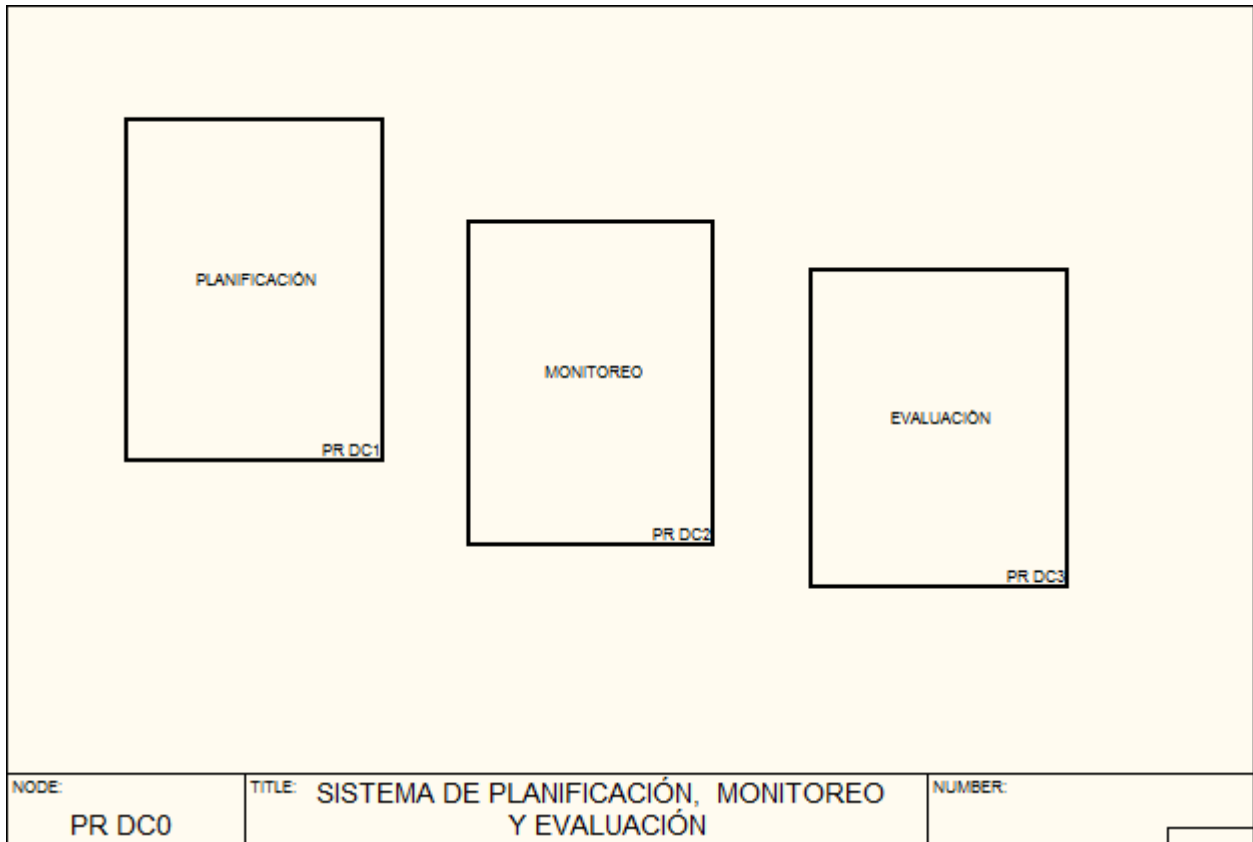 PLANIFICACIÓN
PR DC1
MONITOREO
PR DC2
EVALUACIÓN
PR DC3
NODE:
PR DC0
TITLE: SISTEMA DE PLANIFICACIÓN, MONITOREO
Y EVALUACIÓN
NUMBER: